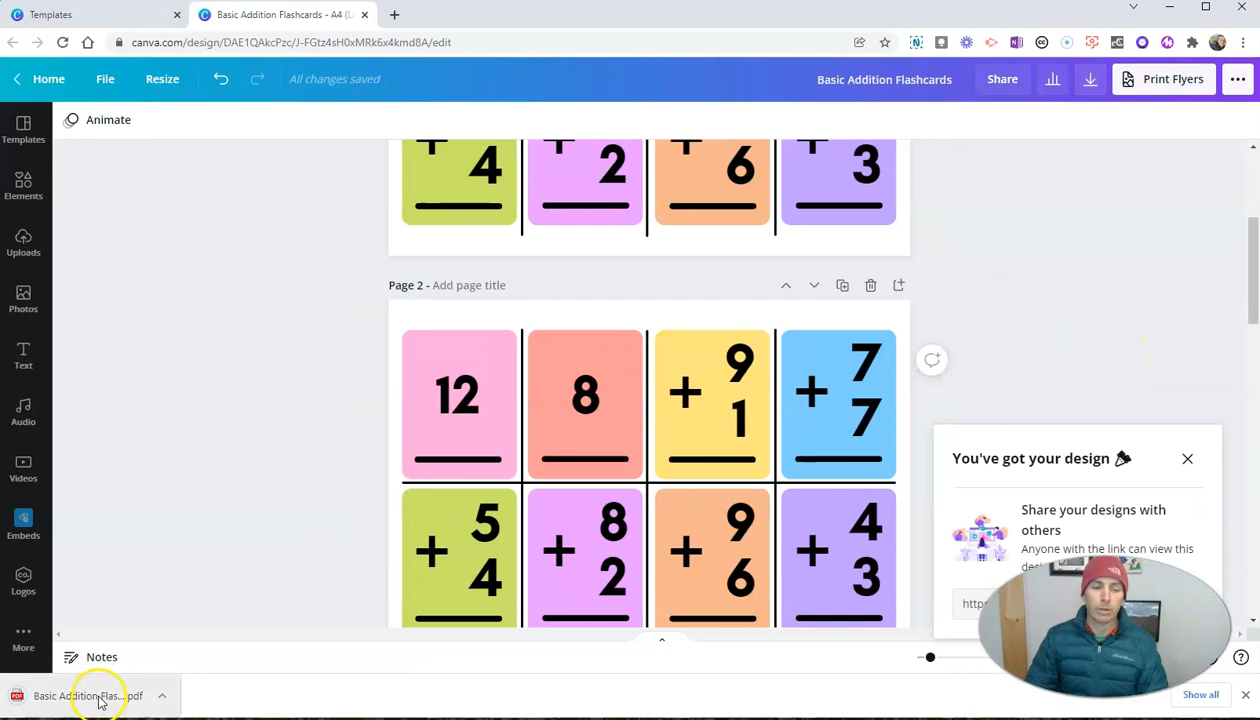 Templates
Basic Addition Flashcards - A4 (L
canva.com/design/DAE1QAkcPzc/J-FGtz4sH0xMRk6x4kmd8A/edit
Home File Resize All changes saved Basic Addition Flashcards Share Print Flyers
Animate
Templates
Elements
Uploads
Photos
Text
Audio
Videos
Embeds
Logos
More
+ + + +
4 2 6 3
Page 2 - Add page title
12 8 9 7
+ +
1 7
5 8 9 4
+ + + +
4 2 6 3
You've got your design
Share your designs with
others
Anyone with the link can view this
http
Notes
Basic Addition Flas....pdf
Show all